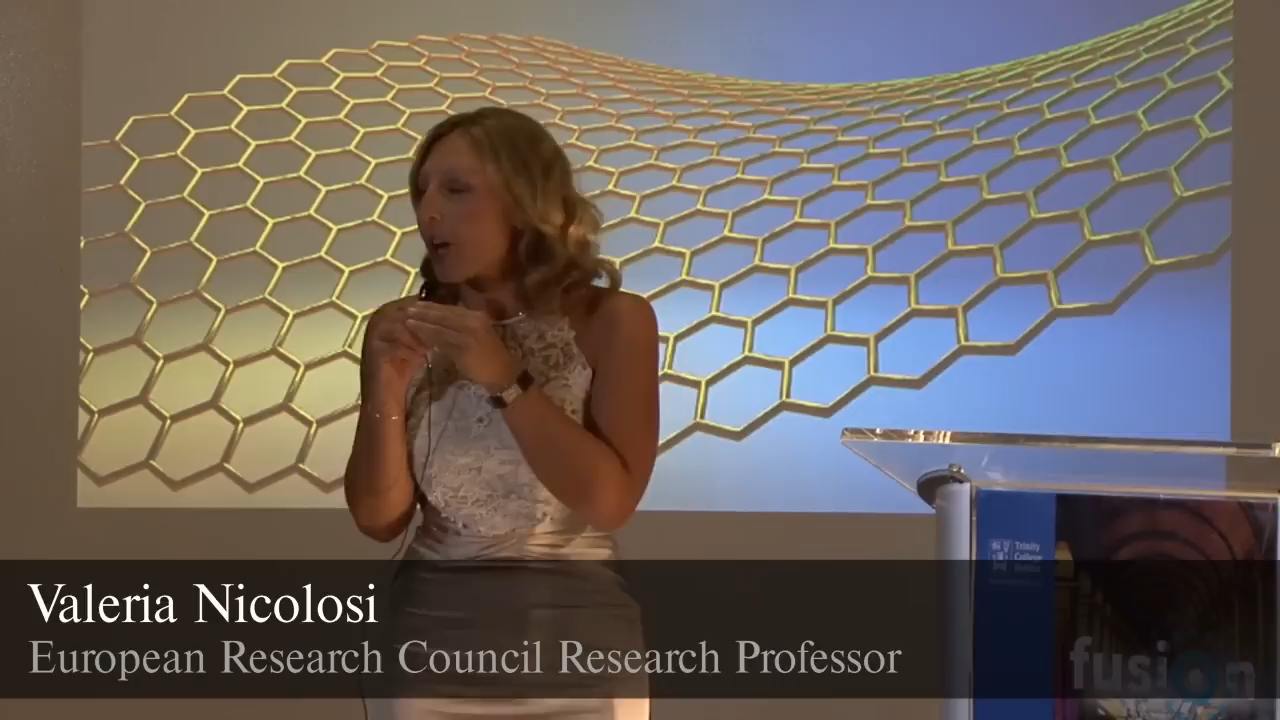 Trinity
College
Dublin
Valeria Nicolosi
European Research Council Research Professor
fusion